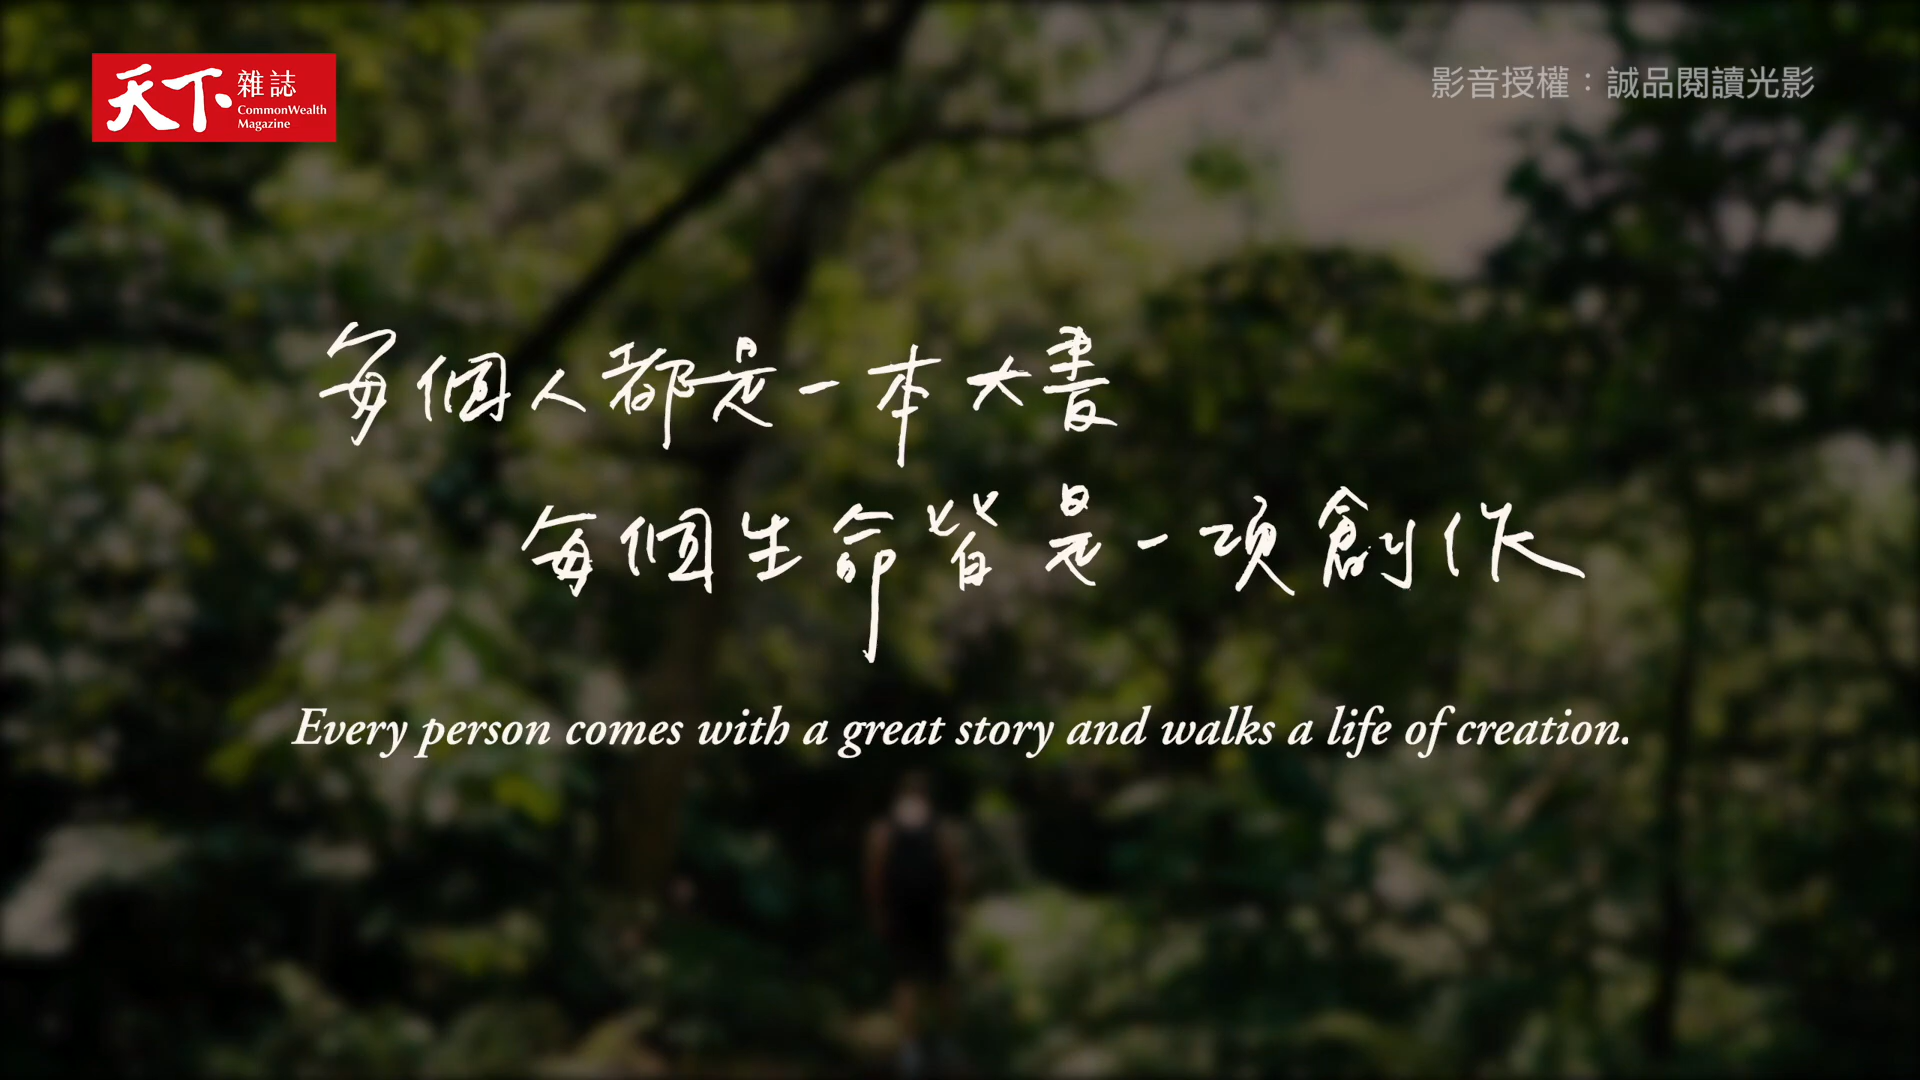 天下雜誌
CommonWealth
Magazine
影音授權：誠品閱讀光影
每個人都是一本大書
每個生命皆是一項創作
Every person comes with a great story and walks a life of creation.